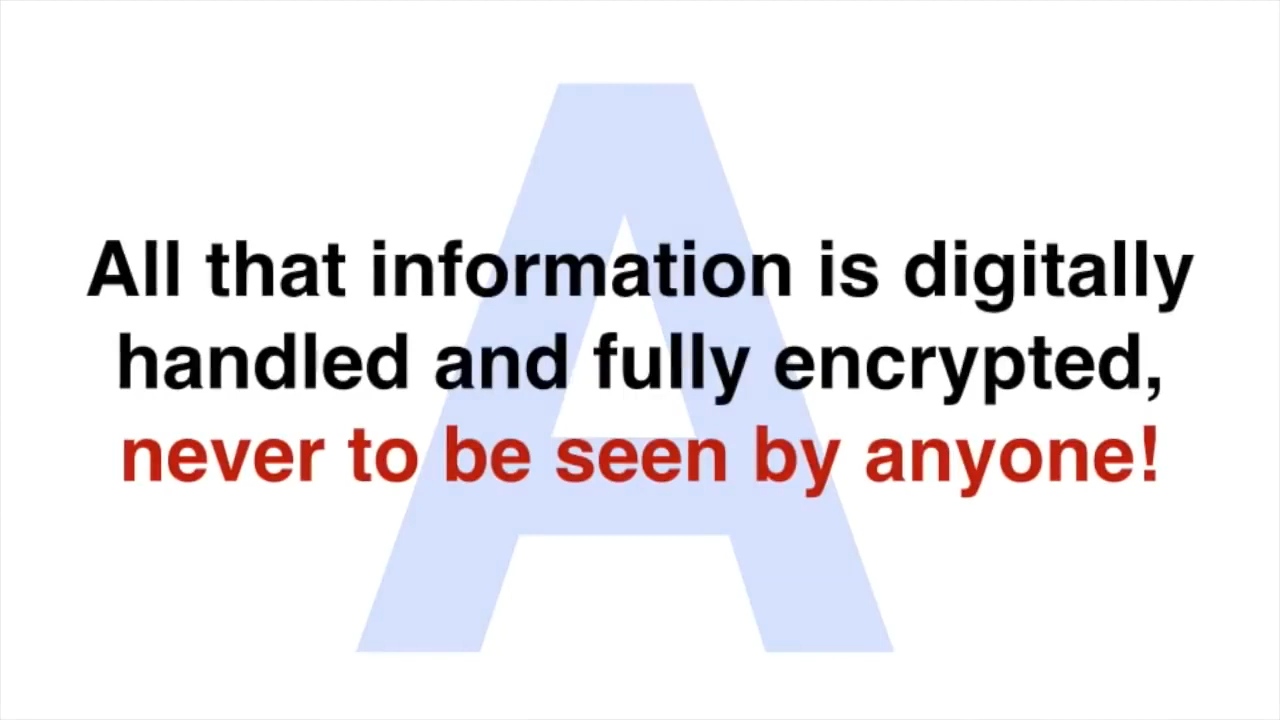 All that information is digitally
handled and fully encrypted,
never to be seen by anyone!
A